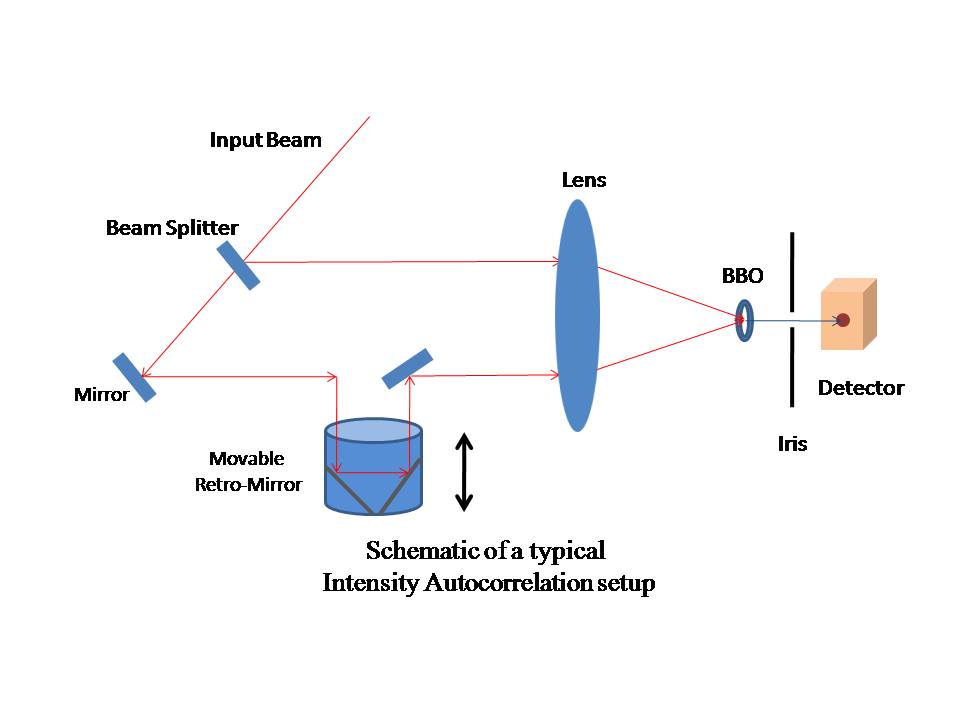 Input Beam
Lens
Beam Splitter
BBO
Mirror
Detector
Iris
Movable
Retro-Mirror
Schematic of a typical
Intensity Autocorrelation setup